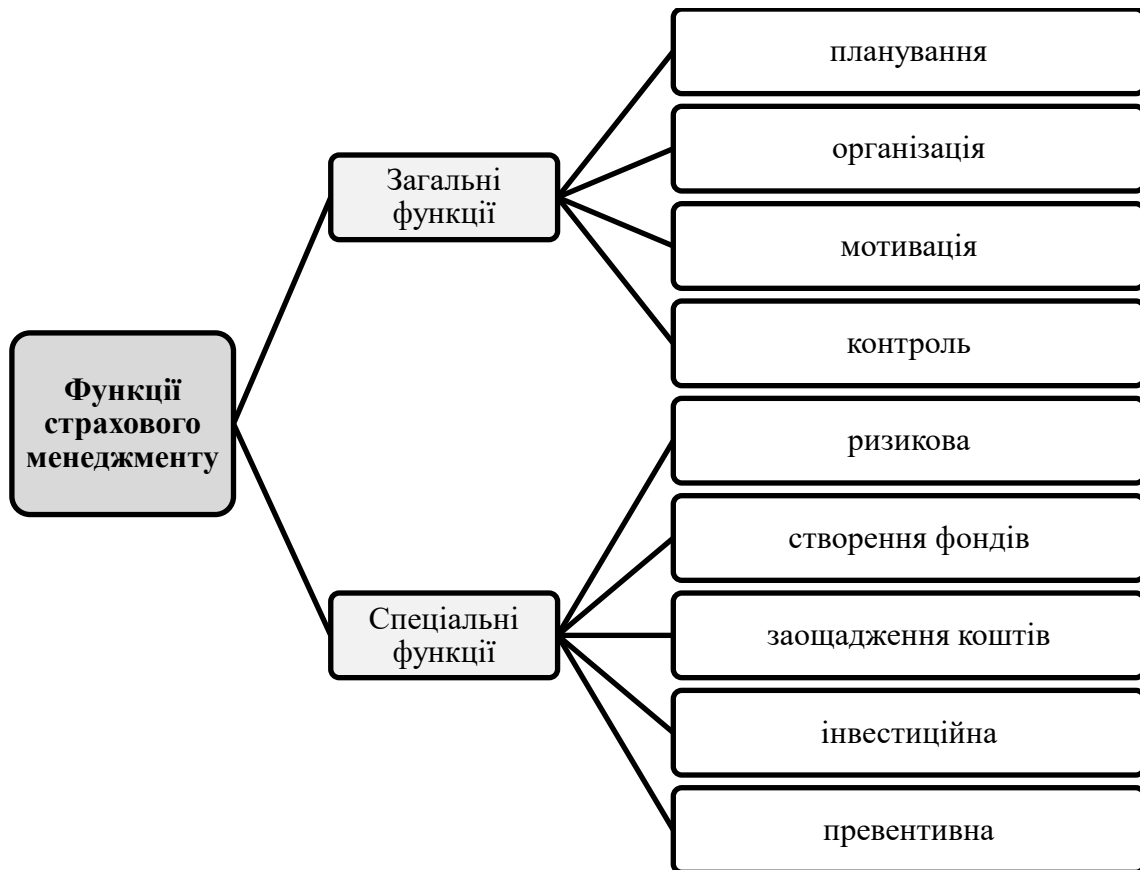 Функції
страхового
менеджменту
Загальні
функції
планування
організація
мотивація
контроль
Спеціальні
функції
ризикова
створення фондів
заощадження коштів
інвестиційна
превентивна